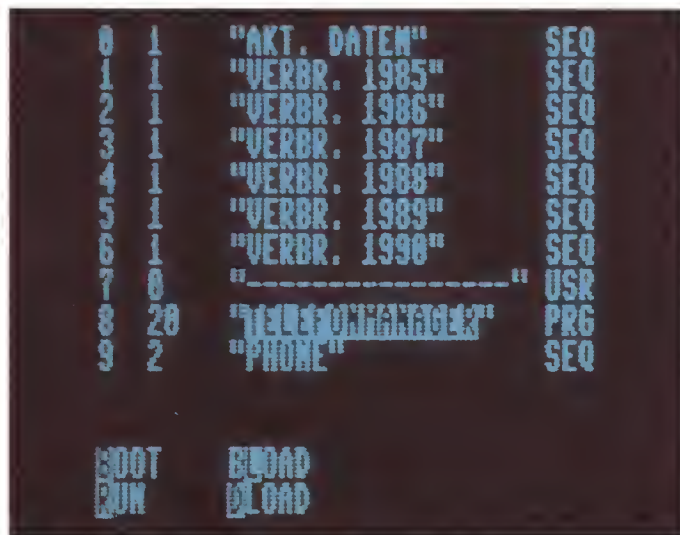 0 1 "AKT. DATEN" SEQ
1 1 "VERBR. 1985" SEQ
2 1 "VERBR. 1986" SEQ
3 1 "VERBR. 1987" SEQ
4 1 "VERBR. 1988" SEQ
5 1 "VERBR. 1989" SEQ
6 1 "VERBR. 1990" SEQ
7 0 "----------------" USR
8 20 "TELEFONMANAGER" PRG
9 2 "PHONE" SEQ
BOOT BLOAD
RUN DLOAD